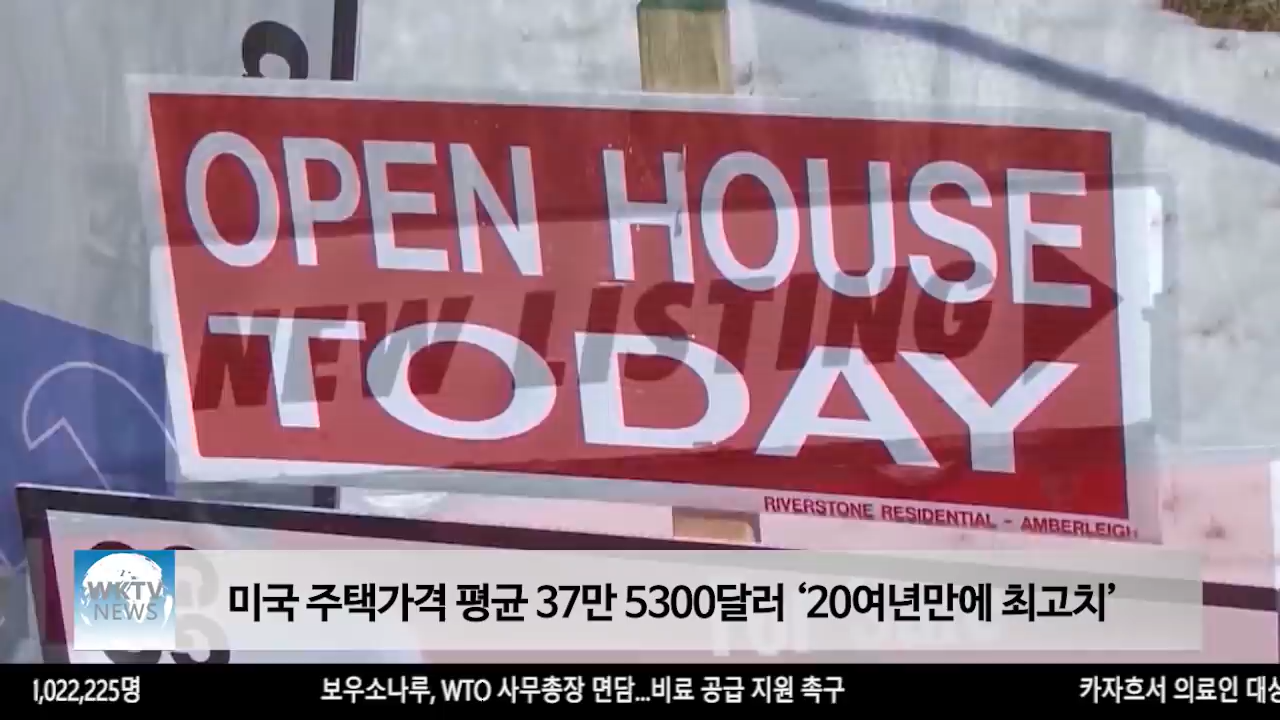 OPEN HOUSE
NEW LISTING
TODAY
RIVERSTONE RESIDENTIAL - AMBERLEIGH
WKTV
NEWS
미국 주택가격 평균 37만 5300달러 ‘20여년만에 최고치’
1,022,225명 보우소나루, WTO 사무총장 면담...비료 공급 지원 촉구 카자흐서 의료인 대상